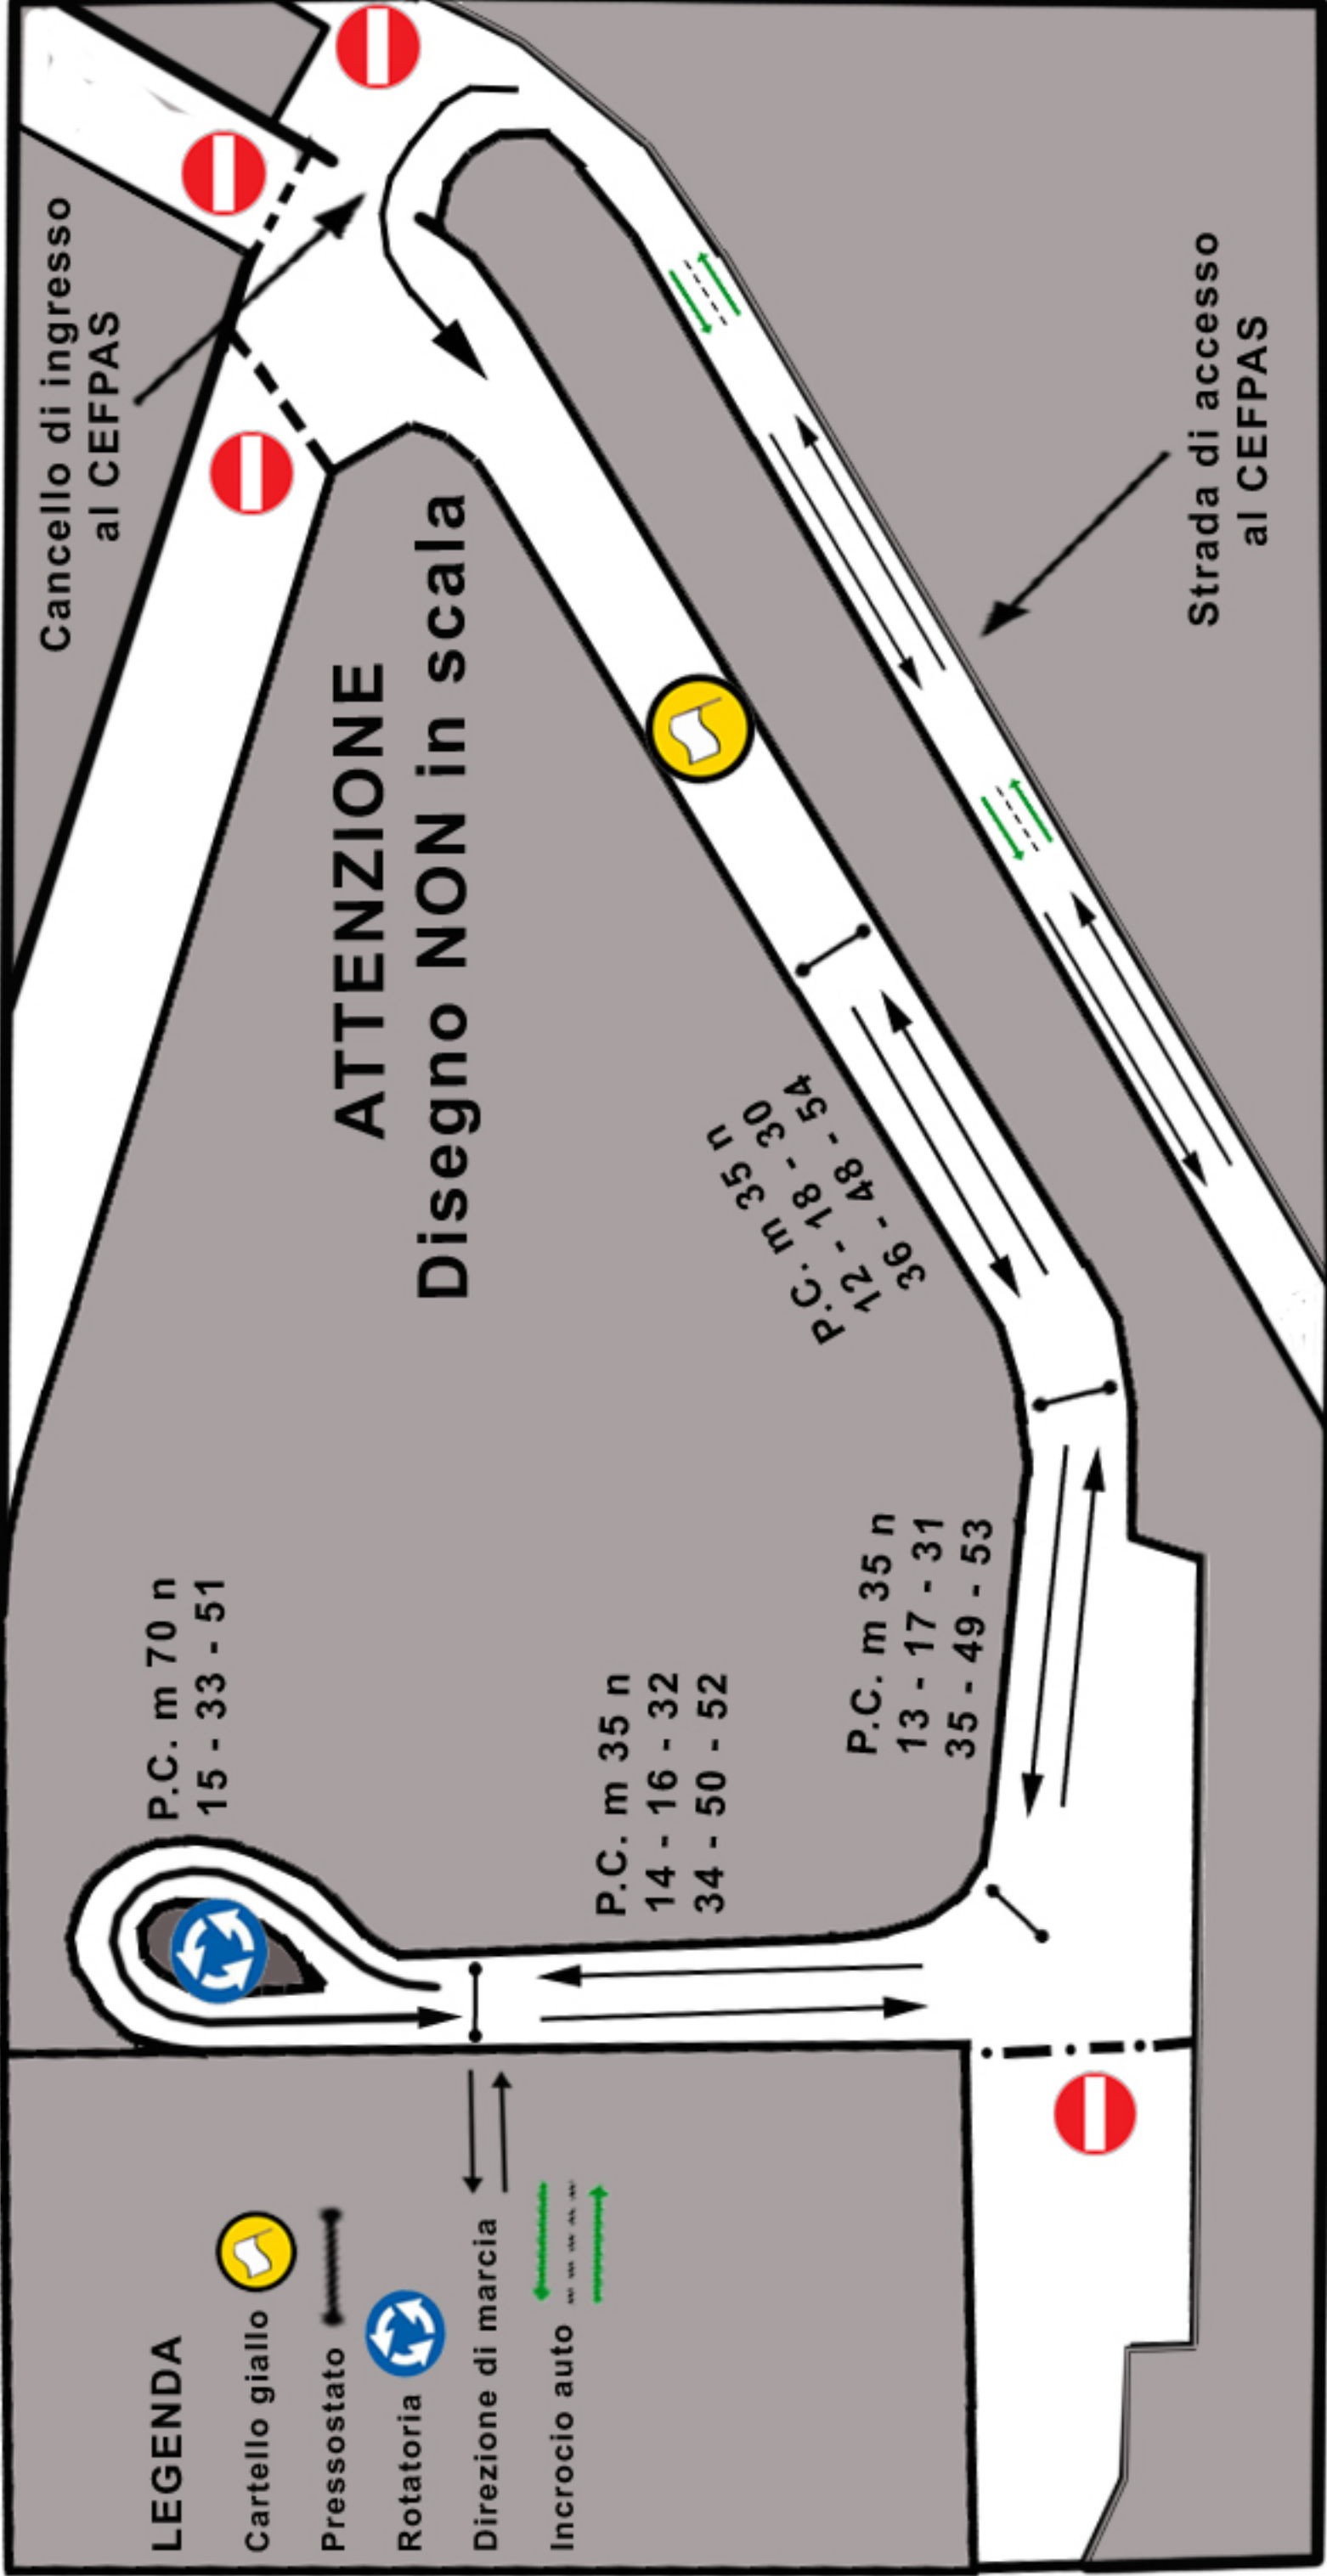 Cancello di ingresso
al CEFPAS
ATTENZIONE
Disegno NON in scala
Strada di accesso
al CEFPAS
P.C. m 35 n
12 - 18 - 30
36 - 48 - 54
P.C. m 35 n
13 - 17 - 31
35 - 49 - 53
P.C. m 35 n
14 - 16 - 32
34 - 50 - 52
P.C. m 70 n
15 - 33 - 51
LEGENDA
Cartello giallo
Pressostato
Rotatoria
Direzione di marcia
Incrocio auto